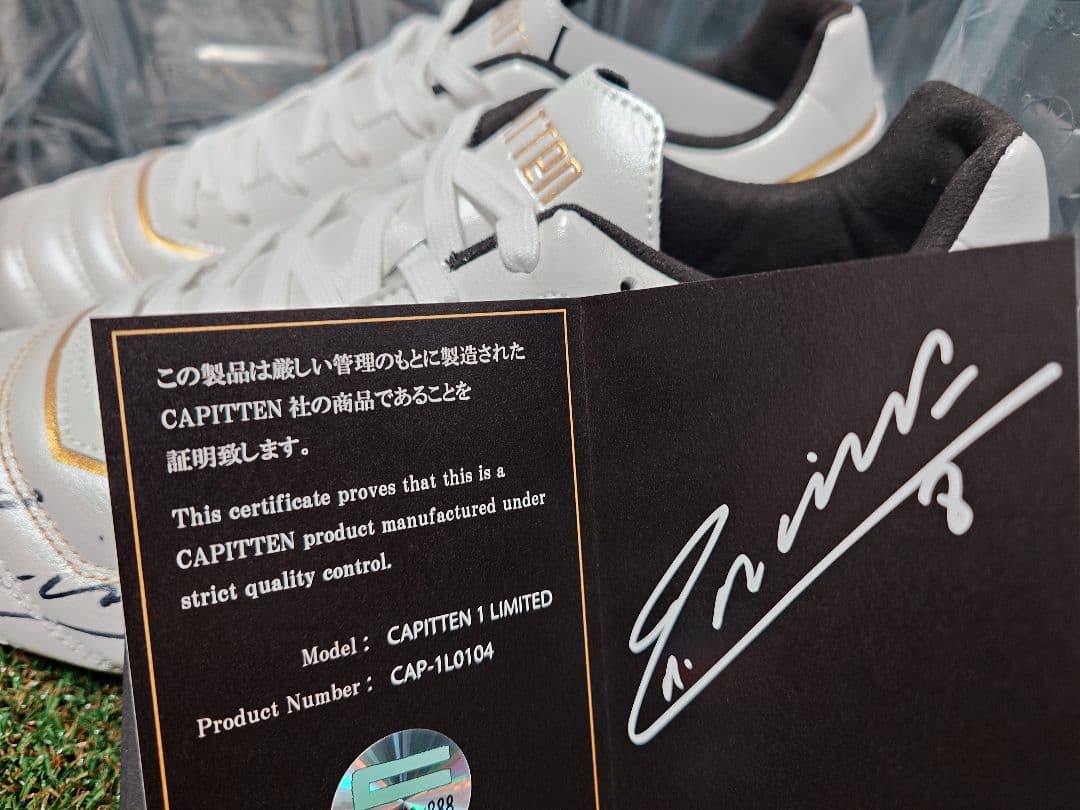 ITEN
この製品は厳しい管理のもとに製造された
CAPITTEN 社の商品であることを
証明致します。
This certificate proves that this is a
CAPITTEN product manufactured under
strict quality control.
Model : CAPITTEN 1 LIMITED
Product Number : CAP-1L0104
888
8